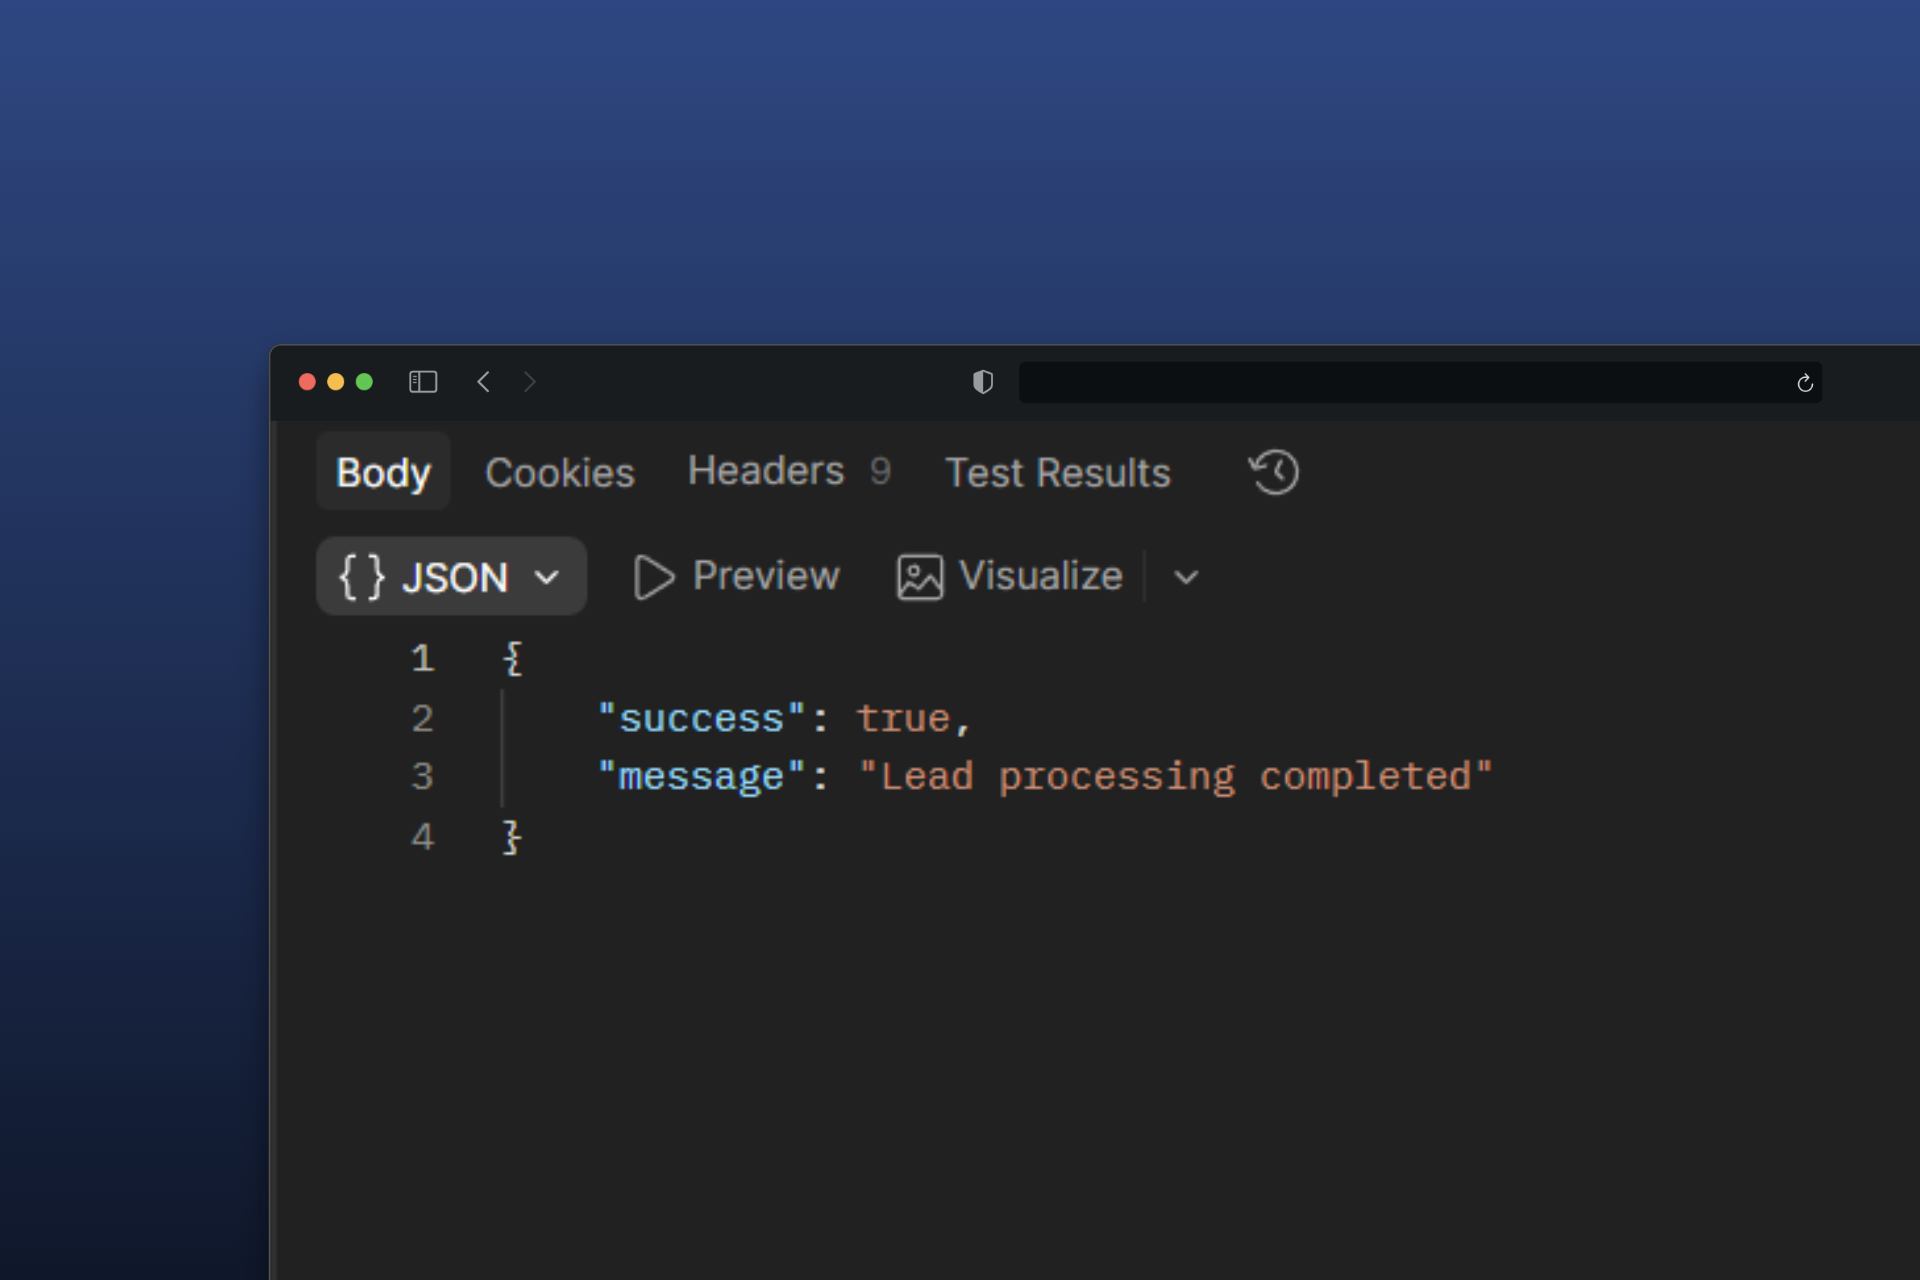 Body Cookies Headers 9 Test Results
{ } JSON Preview Visualize
1 {
2 "success": true,
3 "message": "Lead processing completed"
4 }